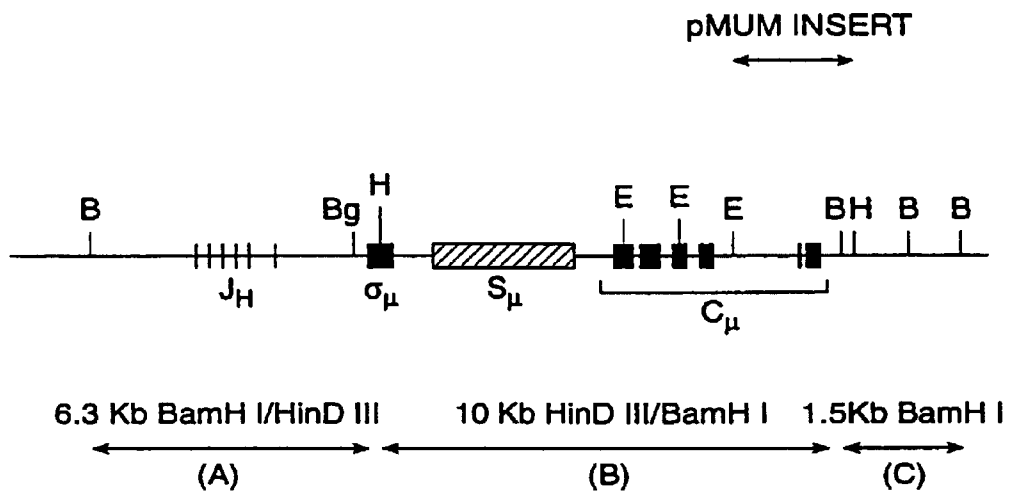 pMUM INSERT
H
B Bg E E E B H B B
J_H σ_μ S_μ
C_μ
6.3 Kb BamH I/HinD III 10 Kb HinD III/BamH I 1.5Kb BamH I
(A) (B) (C)